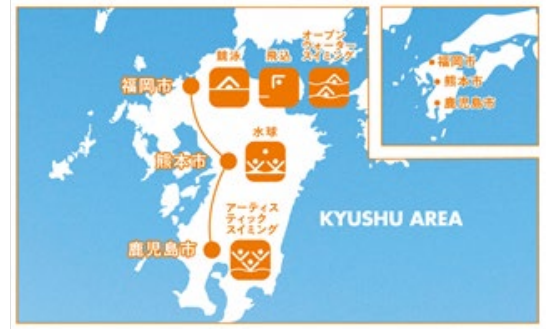 競泳
飛込
オープン
ウォーター
スイミング
福岡市
水球
熊本市
アーティス
ティック
スイミング
鹿児島市
KYUSHU AREA
福岡市
熊本市
鹿児島市